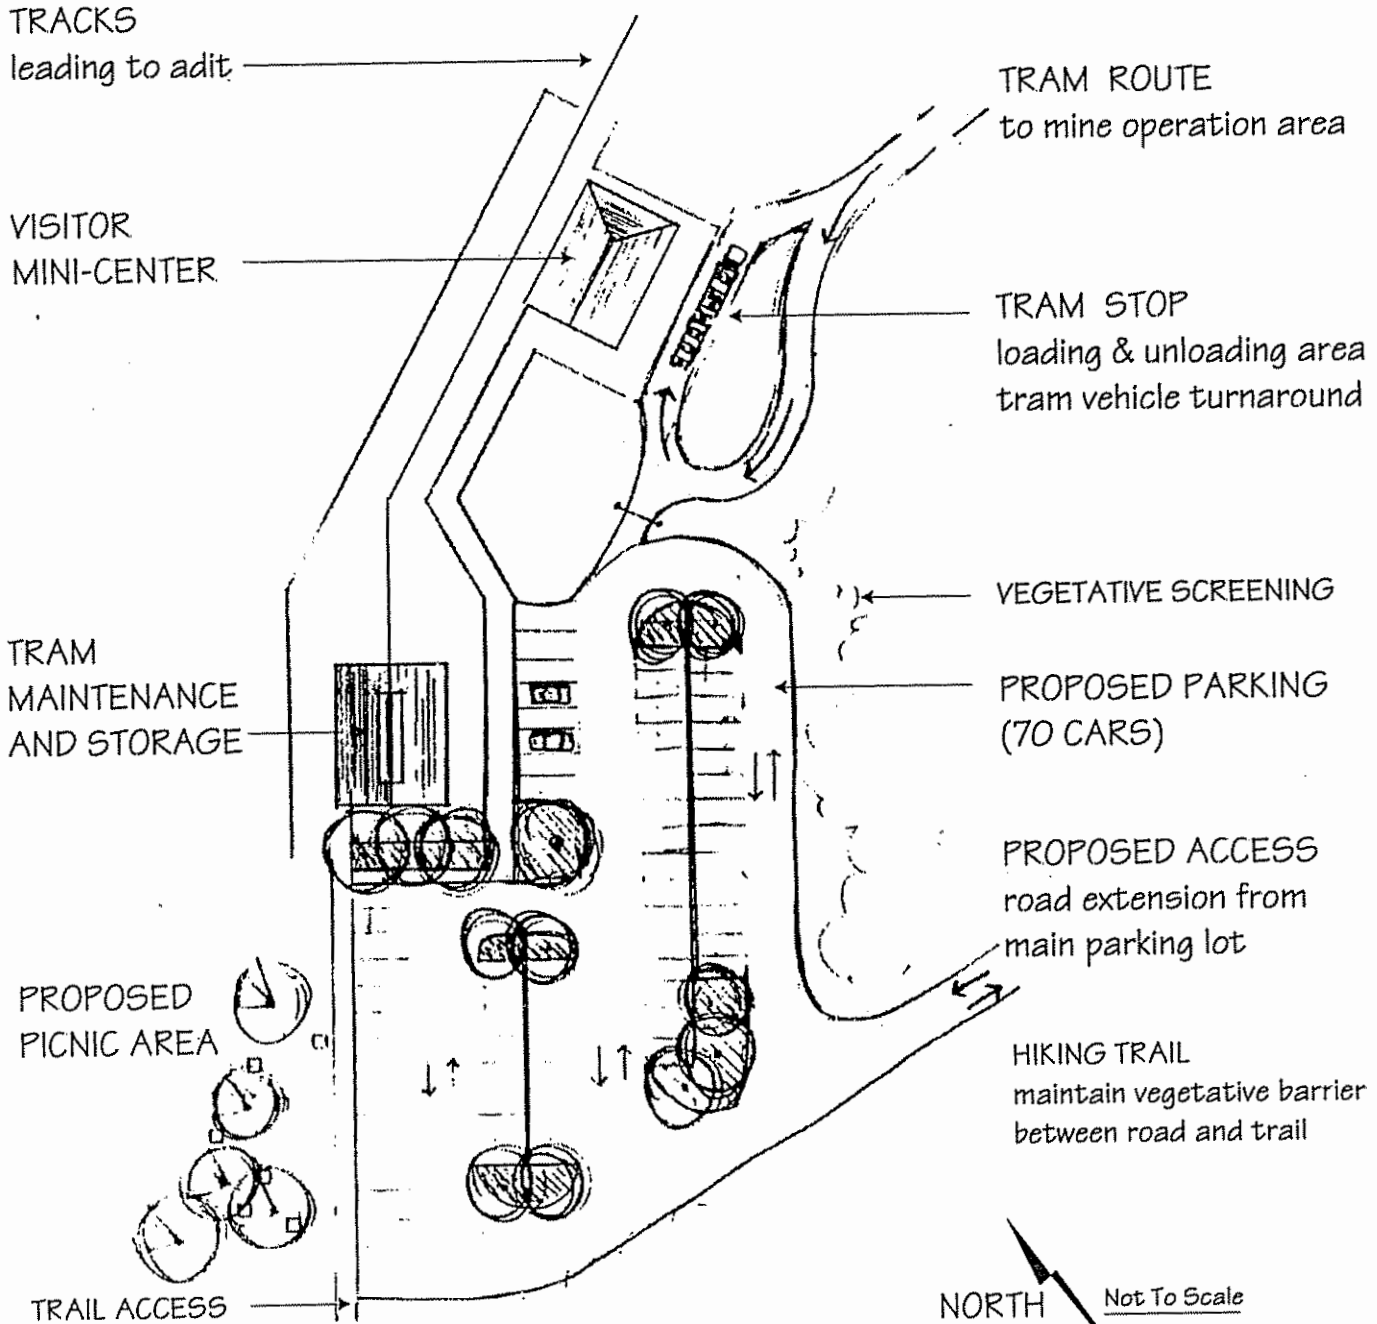 TRACKS
leading to adit
TRAM ROUTE
to mine operation area
VISITOR
MINI-CENTER
TRAM STOP
loading & unloading area
tram vehicle turnaround
VEGETATIVE SCREENING
TRAM
MAINTENANCE
AND STORAGE
PROPOSED PARKING
(70 CARS)
PROPOSED ACCESS
road extension from
main parking lot
PROPOSED
PICNIC AREA
HIKING TRAIL
maintain vegetative barrier
between road and trail
TRAIL ACCESS
NORTH
Not To Scale